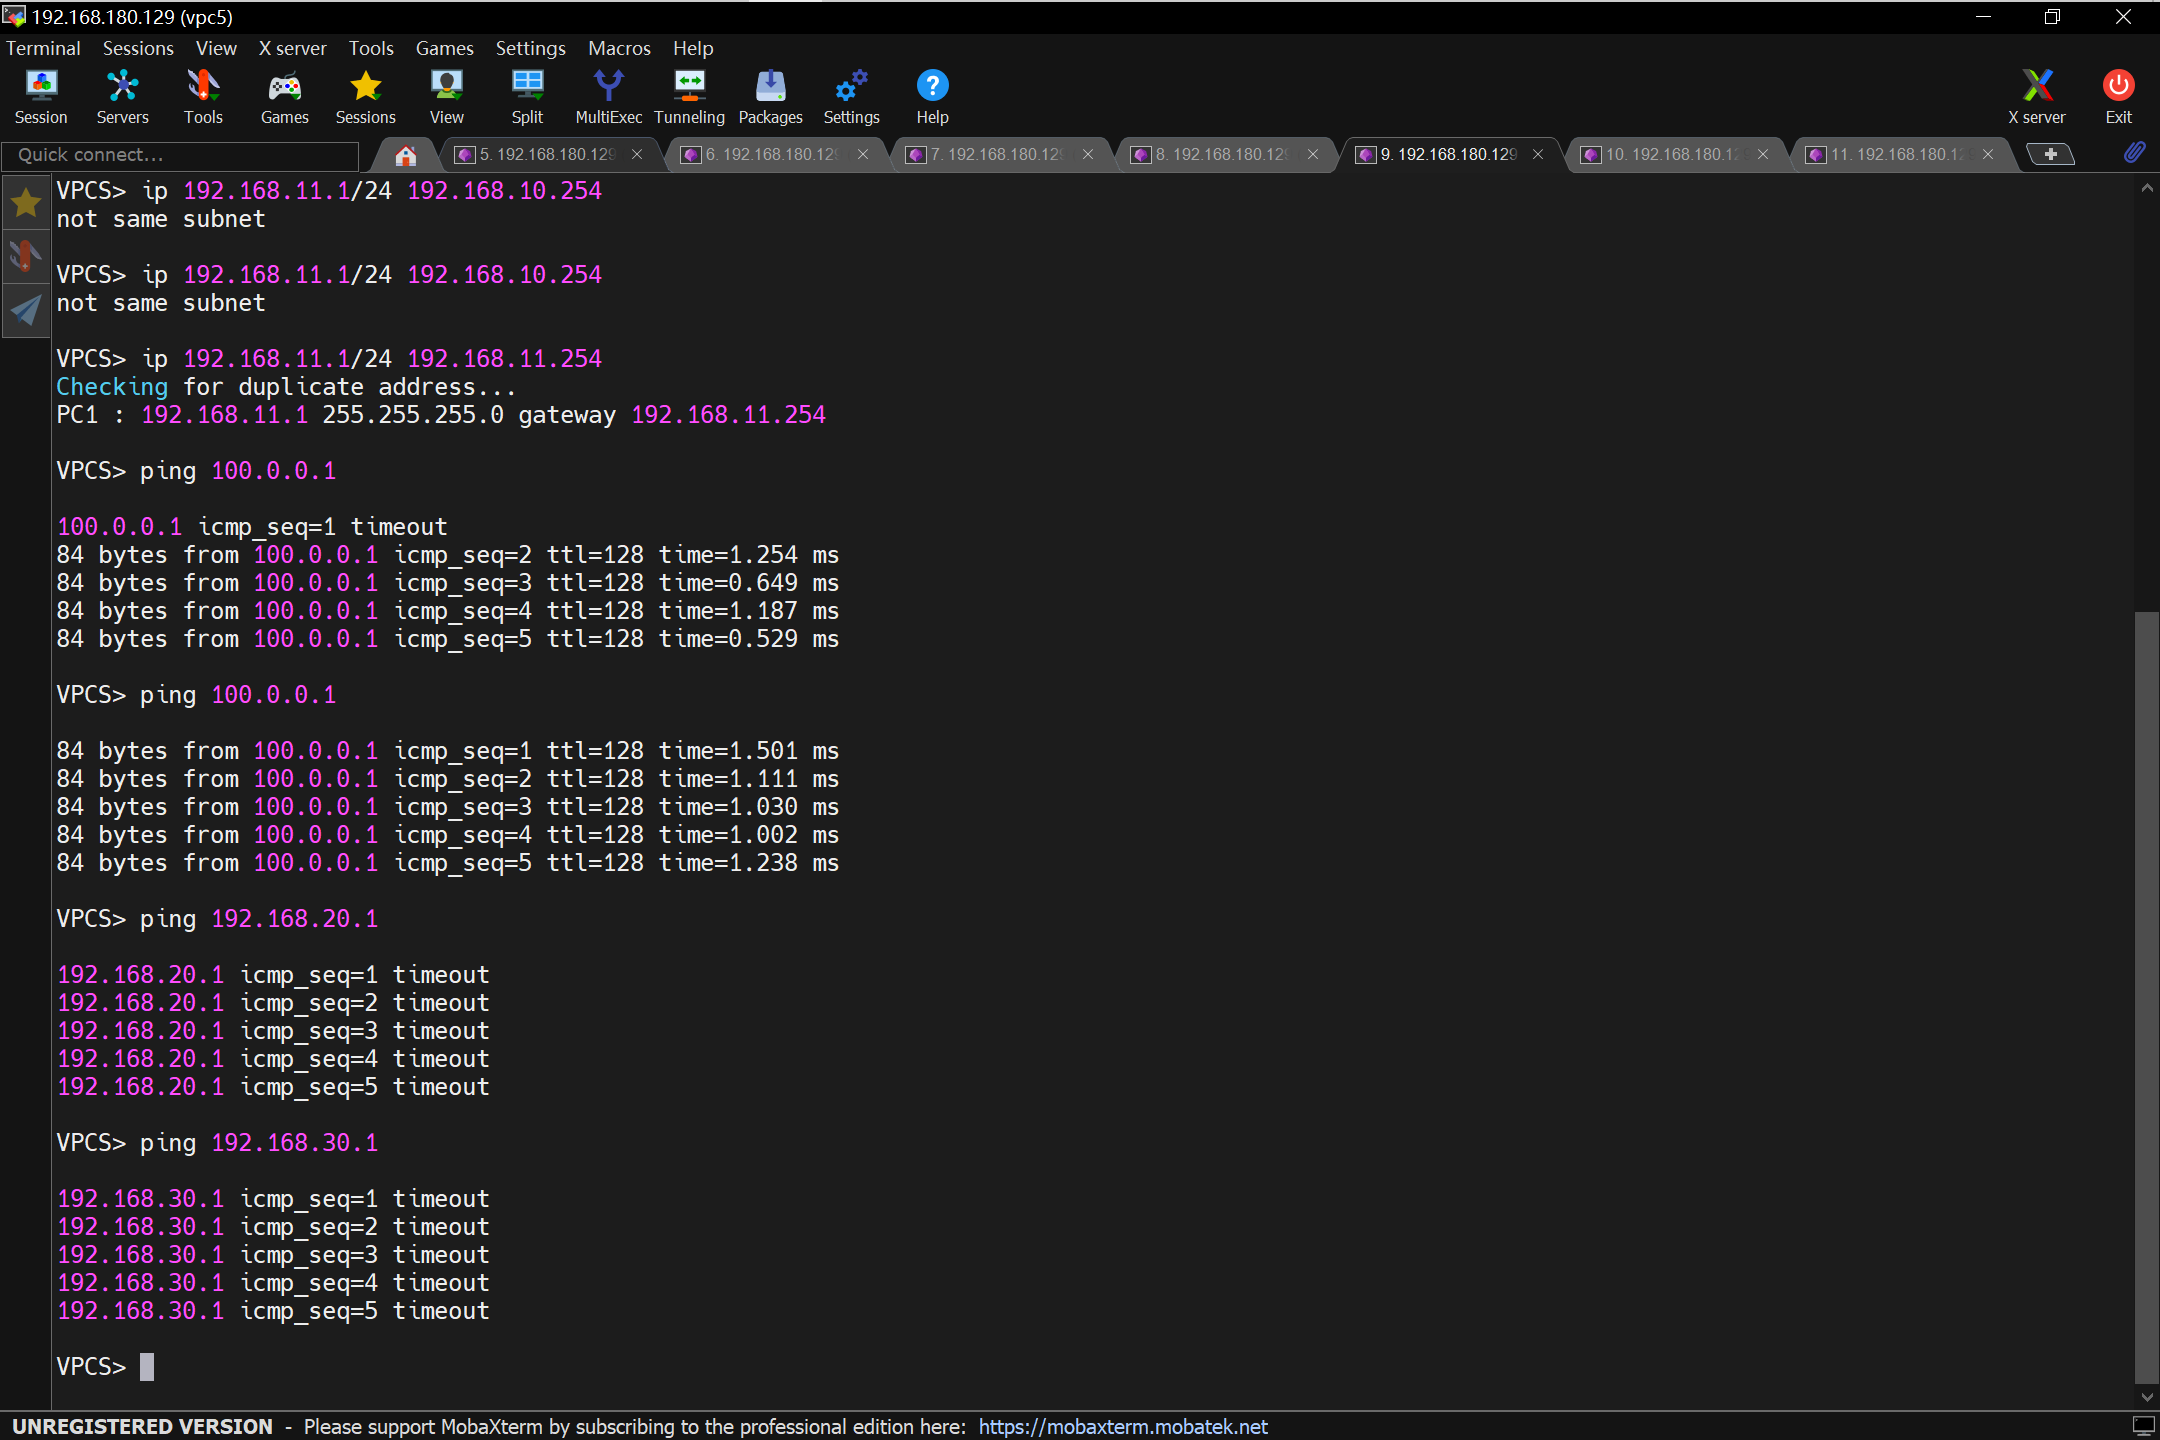 192.168.180.129 (vpc5)
Terminal Sessions View X server Tools Games Settings Macros Help
Session Servers Tools Games Sessions View Split MultiExec Tunneling Packages Settings Help X server Exit
Quick connect... 5. 192.168.180.129 6. 192.168.180.12 7. 192.168.180.12 8. 192.168.180.12 9. 192.168.180.129 10. 192.168.180.12 11. 192.168.180.12
VPCS> ip 192.168.11.1/24 192.168.10.254
not same subnet
VPCS> ip 192.168.11.1/24 192.168.10.254
not same subnet
VPCS> ip 192.168.11.1/24 192.168.11.254
Checking for duplicate address...
PC1 : 192.168.11.1 255.255.255.0 gateway 192.168.11.254
VPCS> ping 100.0.0.1
100.0.0.1 icmp_seq=1 timeout
84 bytes from 100.0.0.1 icmp_seq=2 ttl=128 time=1.254 ms
84 bytes from 100.0.0.1 icmp_seq=3 ttl=128 time=0.649 ms
84 bytes from 100.0.0.1 icmp_seq=4 ttl=128 time=1.187 ms
84 bytes from 100.0.0.1 icmp_seq=5 ttl=128 time=0.529 ms
VPCS> ping 100.0.0.1
84 bytes from 100.0.0.1 icmp_seq=1 ttl=128 time=1.501 ms
84 bytes from 100.0.0.1 icmp_seq=2 ttl=128 time=1.111 ms
84 bytes from 100.0.0.1 icmp_seq=3 ttl=128 time=1.030 ms
84 bytes from 100.0.0.1 icmp_seq=4 ttl=128 time=1.002 ms
84 bytes from 100.0.0.1 icmp_seq=5 ttl=128 time=1.238 ms
VPCS> ping 192.168.20.1
192.168.20.1 icmp_seq=1 timeout
192.168.20.1 icmp_seq=2 timeout
192.168.20.1 icmp_seq=3 timeout
192.168.20.1 icmp_seq=4 timeout
192.168.20.1 icmp_seq=5 timeout
VPCS> ping 192.168.30.1
192.168.30.1 icmp_seq=1 timeout
192.168.30.1 icmp_seq=2 timeout
192.168.30.1 icmp_seq=3 timeout
192.168.30.1 icmp_seq=4 timeout
192.168.30.1 icmp_seq=5 timeout
VPCS>
UNREGISTERED VERSION - Please support MobaXterm by subscribing to the professional edition here: https://mobaxterm.mobatek.net